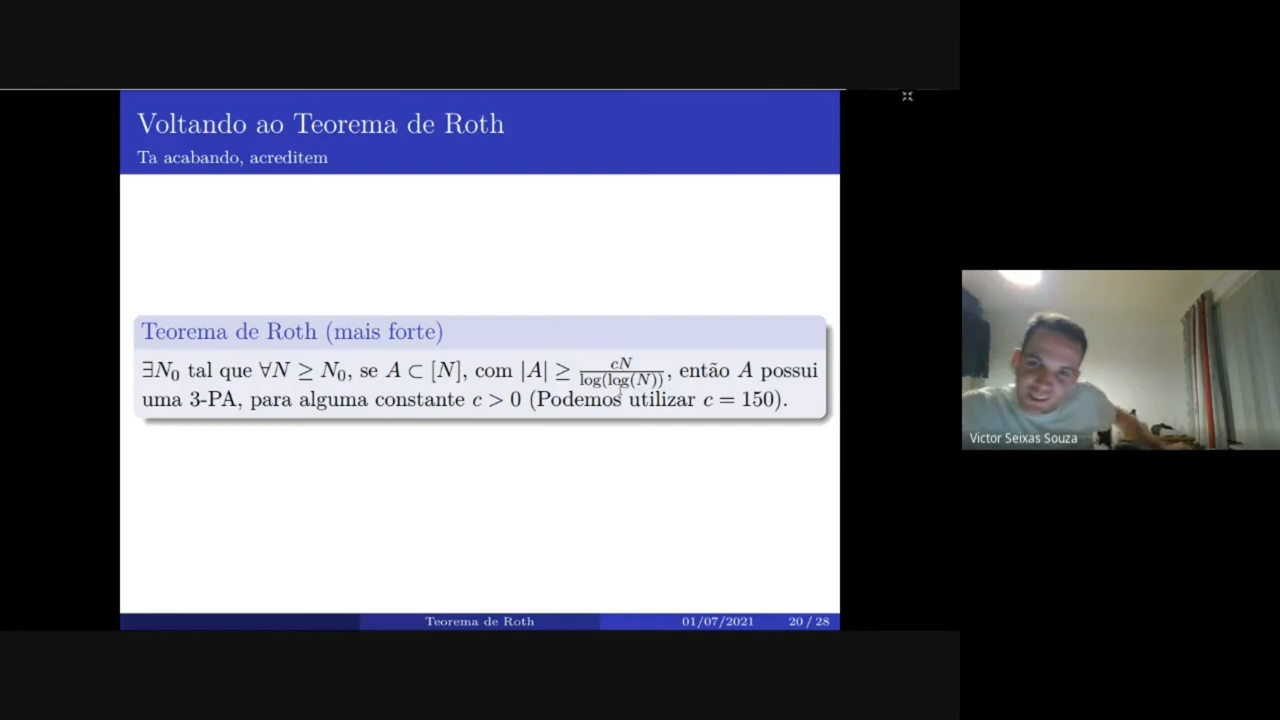 Voltando ao Teorema de Roth
Ta acabando, acreditem
Teorema de Roth (mais forte)
∃N₀ tal que ∀N ≥ N₀, se A ⊂ [N], com |A| ≥ cN/log(log(N)), então A possui
uma 3-PA, para alguma constante c > 0 (Podemos utilizar c = 150).
Victor Seixas Souza
Teorema de Roth 01/07/2021 20 / 28